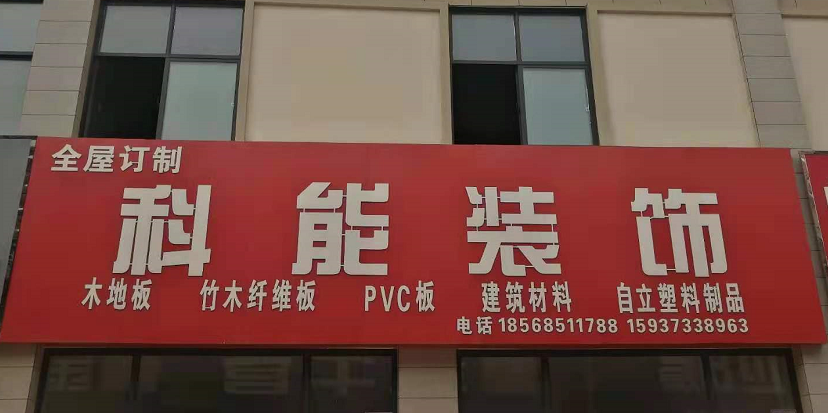 全屋订制
科能装饰
木地板 竹木纤维板 PVC板 建筑材料 自立塑料制品
电话 18568511788 15937338963